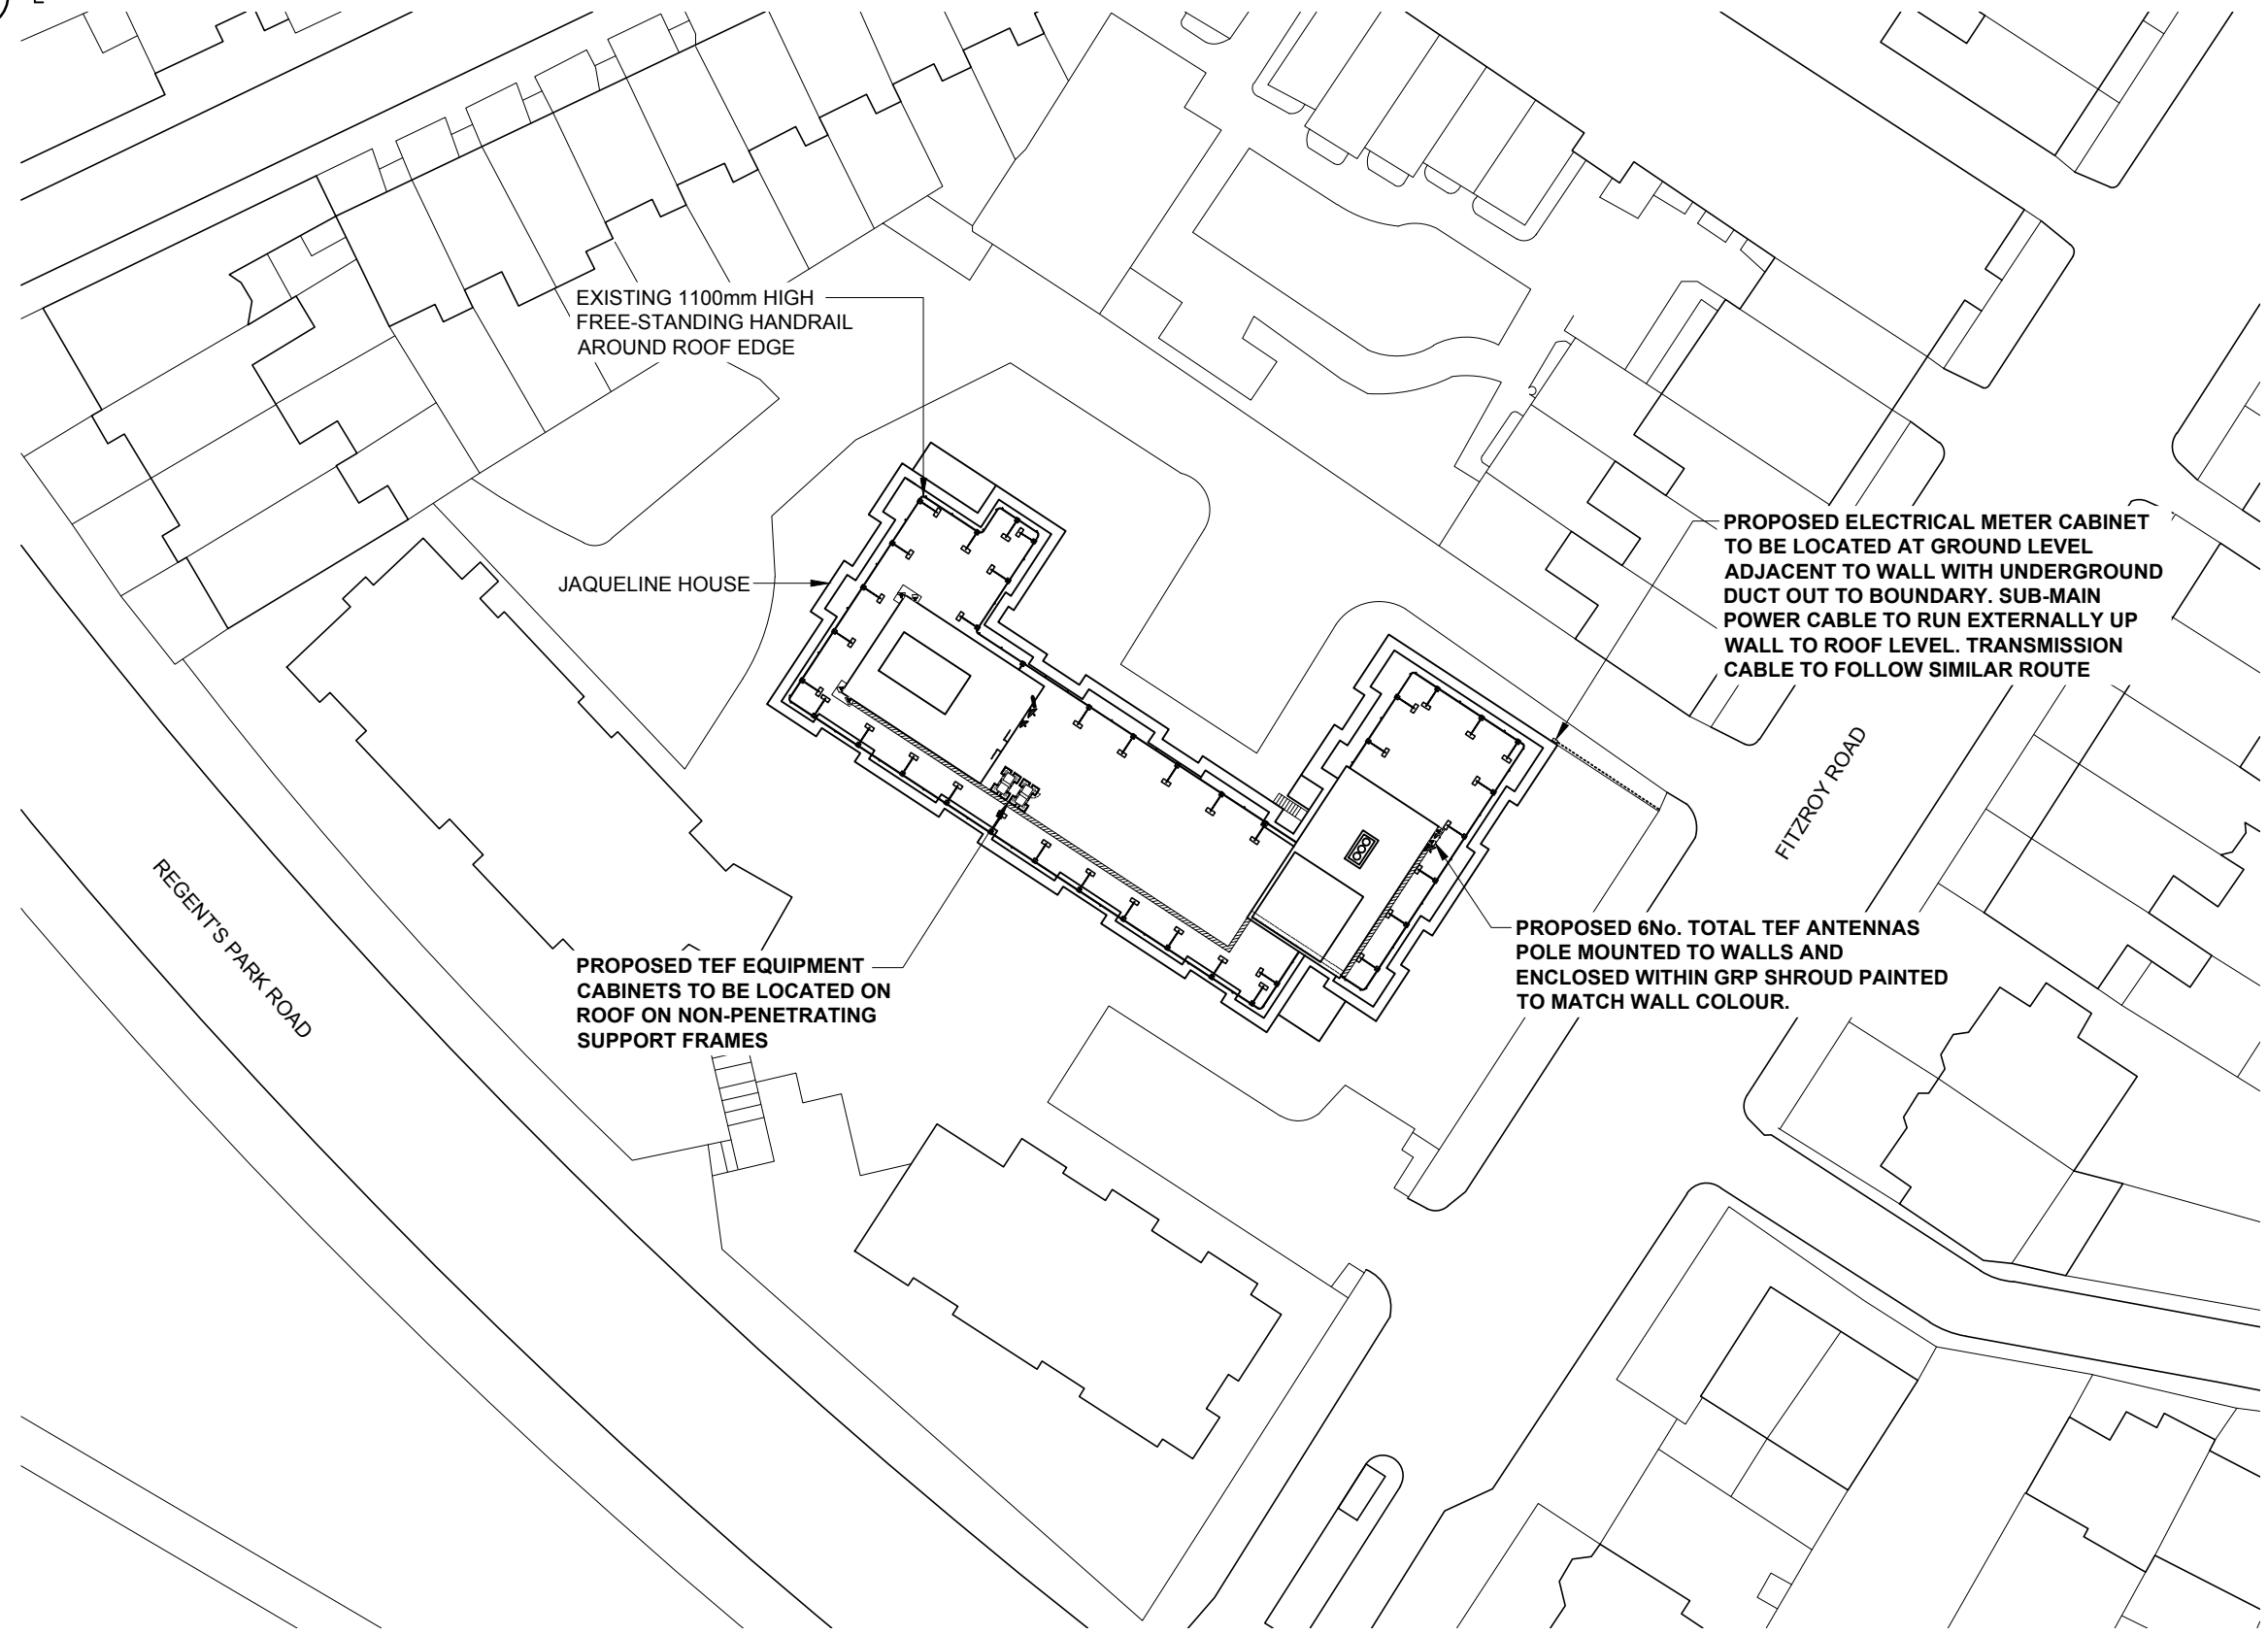 E
EXISTING 1100mm HIGH
FREE-STANDING HANDRAIL
AROUND ROOF EDGE
PROPOSED ELECTRICAL METER CABINET
TO BE LOCATED AT GROUND LEVEL
ADJACENT TO WALL WITH UNDERGROUND
DUCT OUT TO BOUNDARY. SUB-MAIN
POWER CABLE TO RUN EXTERNALLY UP
WALL TO ROOF LEVEL. TRANSMISSION
CABLE TO FOLLOW SIMILAR ROUTE
JAQUELINE HOUSE
FITZROY ROAD
REGENT'S PARK ROAD
PROPOSED TEF EQUIPMENT
CABINETS TO BE LOCATED ON
ROOF ON NON-PENETRATING
SUPPORT FRAMES
PROPOSED 6No. TOTAL TEF ANTENNAS
POLE MOUNTED TO WALLS AND
ENCLOSED WITHIN GRP SHROUD PAINTED
TO MATCH WALL COLOUR.